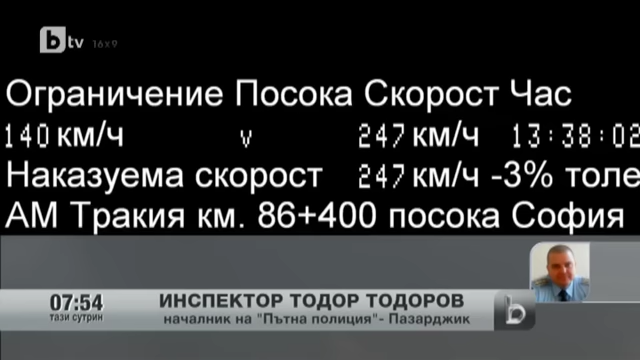 btv 16x9
Ограничение Посока Скорост Час
140 км/ч v 247 км/ч 13:38:02
Наказуема скорост 247 км/ч -3% толе
АМ Тракия км. 86+400 посока София
07:54 ИНСПЕКТОР ТОДОР ТОДОРОВ
тази сутрин началник на "Пътна полиция"- Пазарджик
b